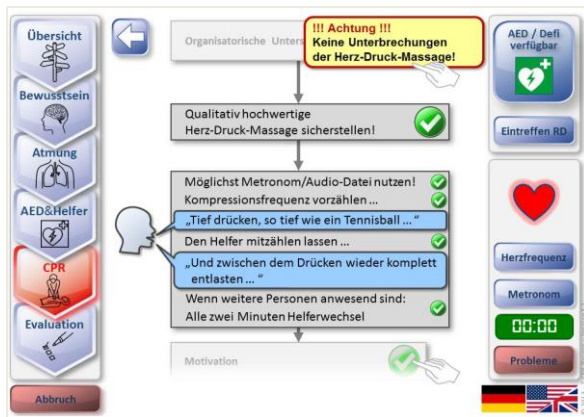 Übersicht
Bewusstsein
Atmung
AED&Helfer
CPR
Evaluation
Abbruch
!!! Achtung !!!
Keine Unterbrechungen
der Herz-Druck-Massage!
Organisatorische
Qualitativ hochwertige
Herz-Druck-Massage sicherstellen!
Möglichst Metronom/Audio-Datei nutzen!
Kompressionsfrequenz vorzählen ...
„Tief drücken, so tief wie ein Tennisball ... “
Den Helfer mitzählen lassen ...
„Und zwischen dem Drücken wieder komplett
entlasten ... “
Wenn weitere Personen anwesend sind:
Alle zwei Minuten Helferwechsel
Motivation
AED / Defi
verfügbar
Eintreffen RD
Herzfrequenz
Metronom
00:00
Probleme